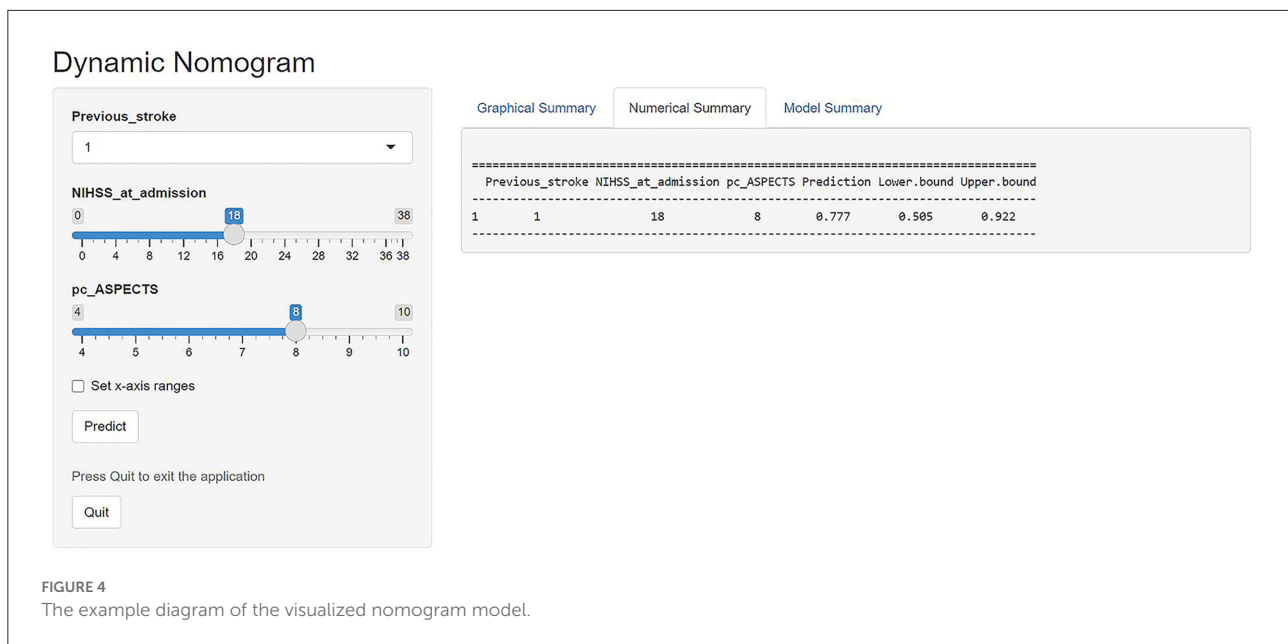 Dynamic Nomogram
Previous_stroke
1
NIHSS_at_admission
0 18 38
0 4 8 12 16 20 24 28 32 36 38
pc_ASPECTS
4 8 10
4 5 6 7 8 9 10
Set x-axis ranges
Predict
Press Quit to exit the application
Quit
Graphical Summary Numerical Summary Model Summary
=================================================================================
Previous_stroke NIHSS_at_admission pc_ASPECTS Prediction Lower.bound Upper.bound
---------------------------------------------------------------------------------
1 1 18 8 0.777 0.505 0.922
---------------------------------------------------------------------------------
FIGURE 4
The example diagram of the visualized nomogram model.